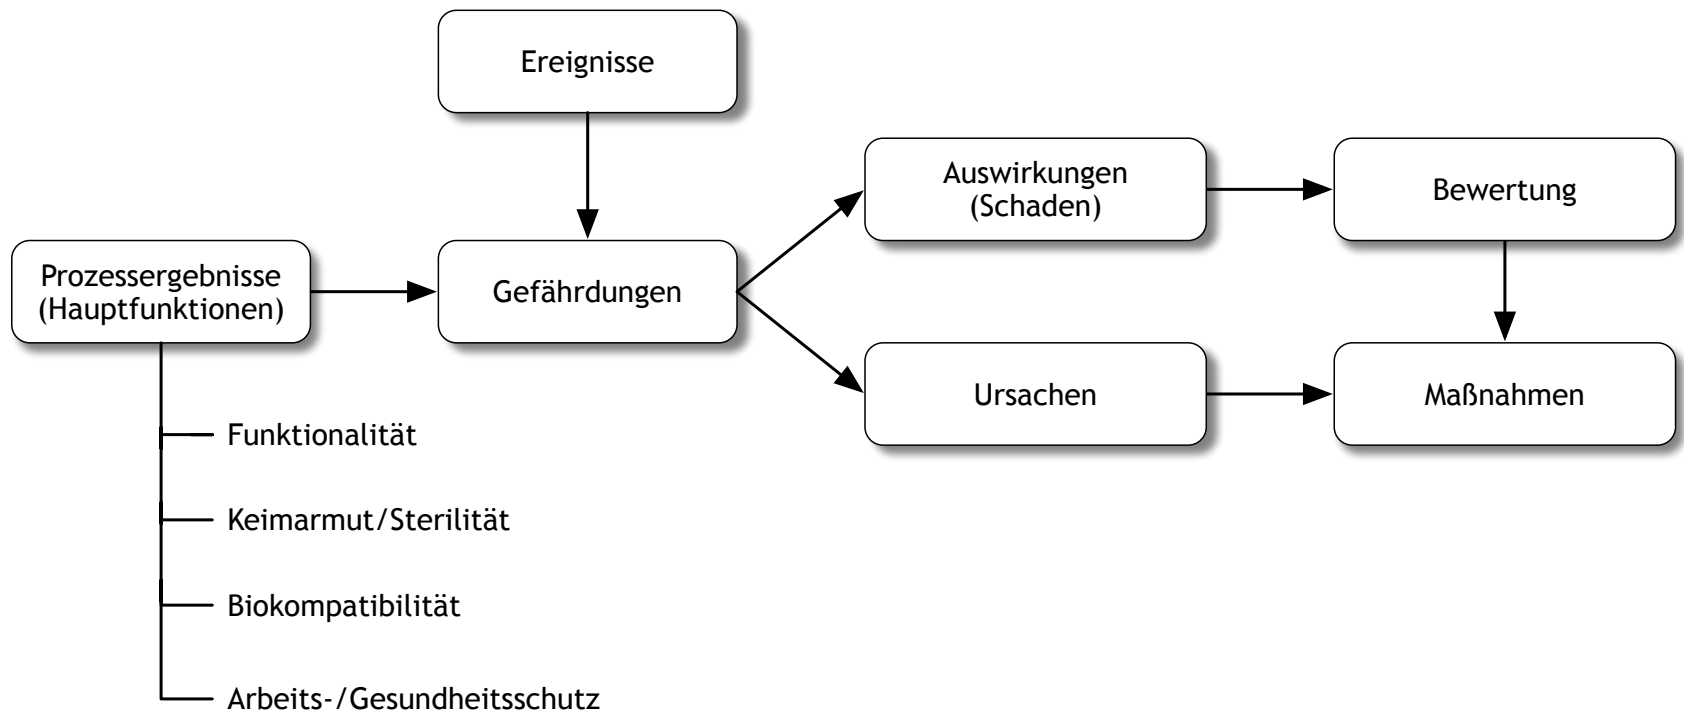 Ereignisse
Auswirkungen
(Schaden)
Bewertung
Prozessergebnisse
(Hauptfunktionen)
Gefährdungen
Ursachen
Maßnahmen
Funktionalität
Keimarmut/Sterilität
Biokompatibilität
Arbeits-/Gesundheitsschutz